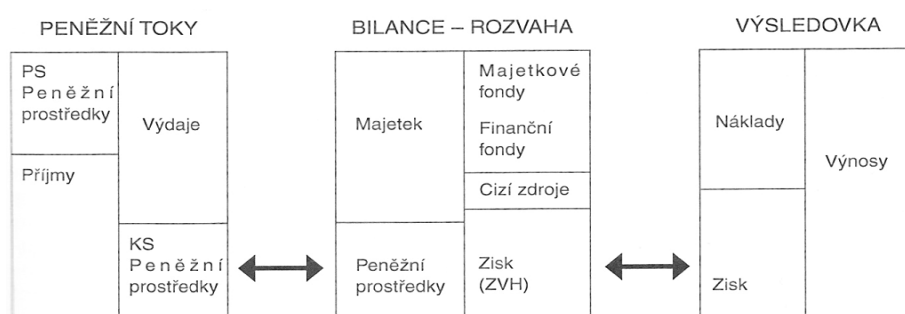 PENĚŽNÍ TOKY
PS
Peněžní
prostředky
Příjmy
Výdaje
KS
Peněžní
prostředky
BILANCE – ROZVAHA
Majetek
Peněžní
prostředky
Majetkové
fondy
Finanční
fondy
Cizí zdroje
Zisk
(ZVH)
VÝSLEDOVKA
Náklady
Zisk
Výnosy